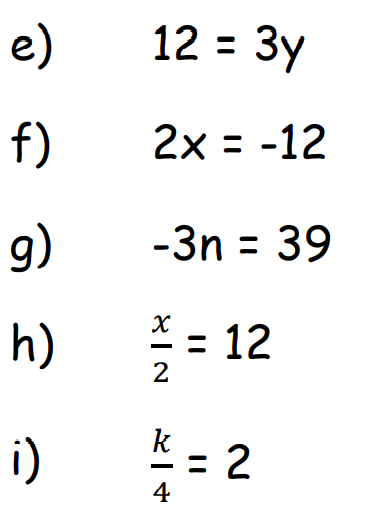 e) 12 = 3y
f) 2x = -12
g) -3n = 39
h) x/2 = 12
i) k/4 = 2